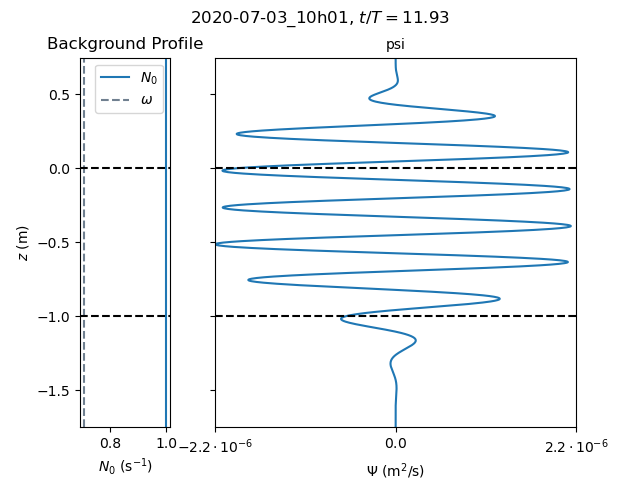 2020-07-03_10h01, t/T = 11.93
Background Profile
psi
N₀
ω
0.5
0.0
−0.5
−1.0
−1.5
z (m)
0.8
1.0
N₀ (s⁻¹)
−2.2 · 10⁻⁶
0.0
2.2 · 10⁻⁶
Ψ (m²/s)